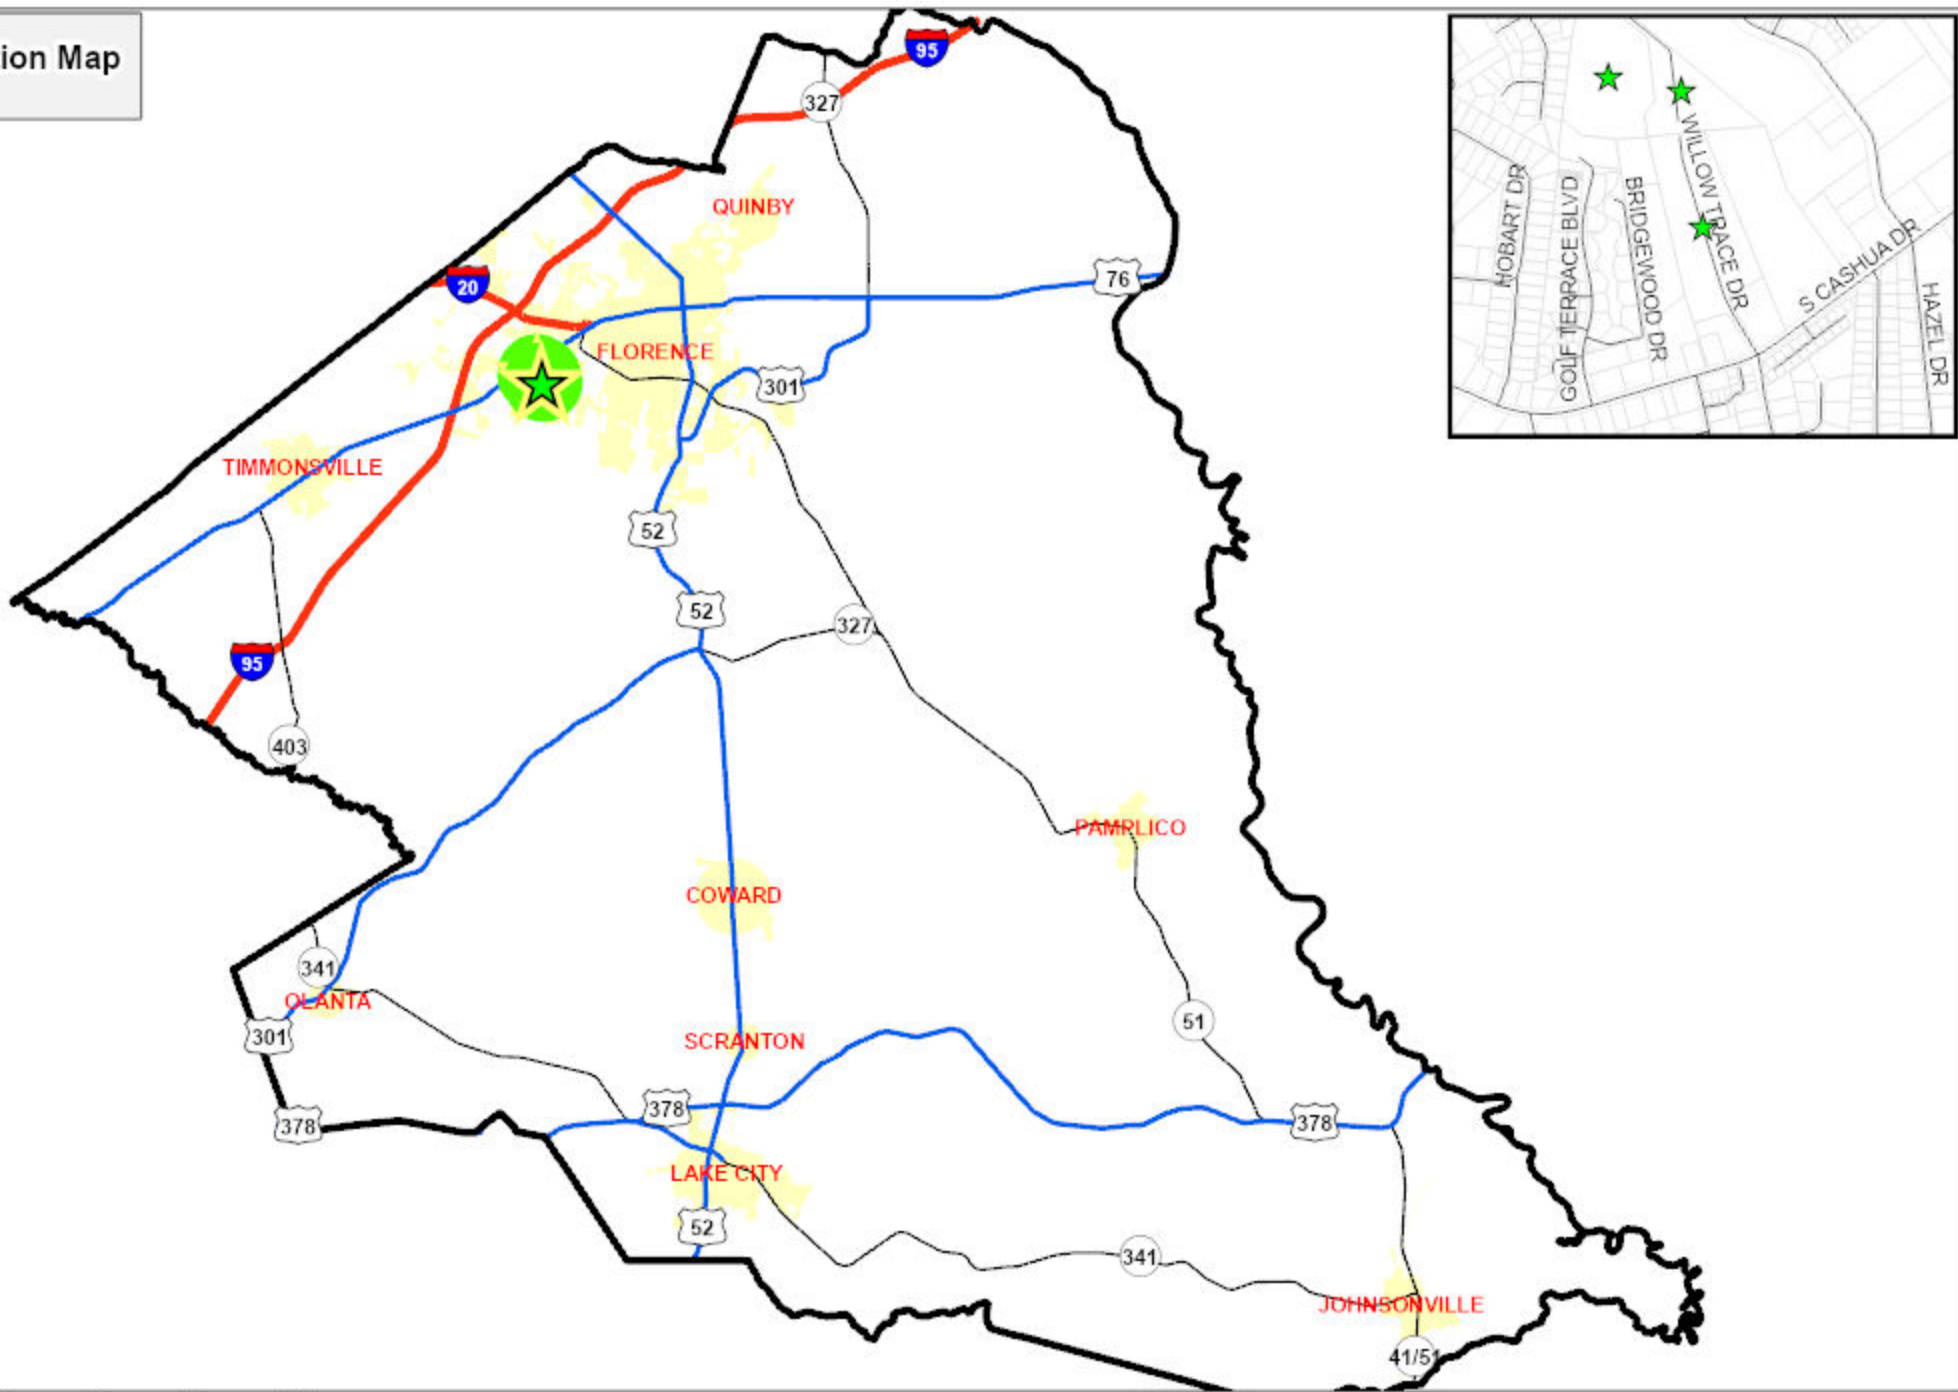 ion Map
95
327
QUINBY
20
76
FLORENCE
301
TIMMONSVILLE
52
52
327
95
403
PAMPLICO
COWARD
341
OLANTA
301
51
SCRANTON
378
378
378
LAKE CITY
52
341
JOHNSONVILLE
41/51
HOBART DR
GOLF TERRACE BLVD
BRIDGEWOOD DR
WILLOW TRACE DR
S CASHUA DR
HAZEL DR